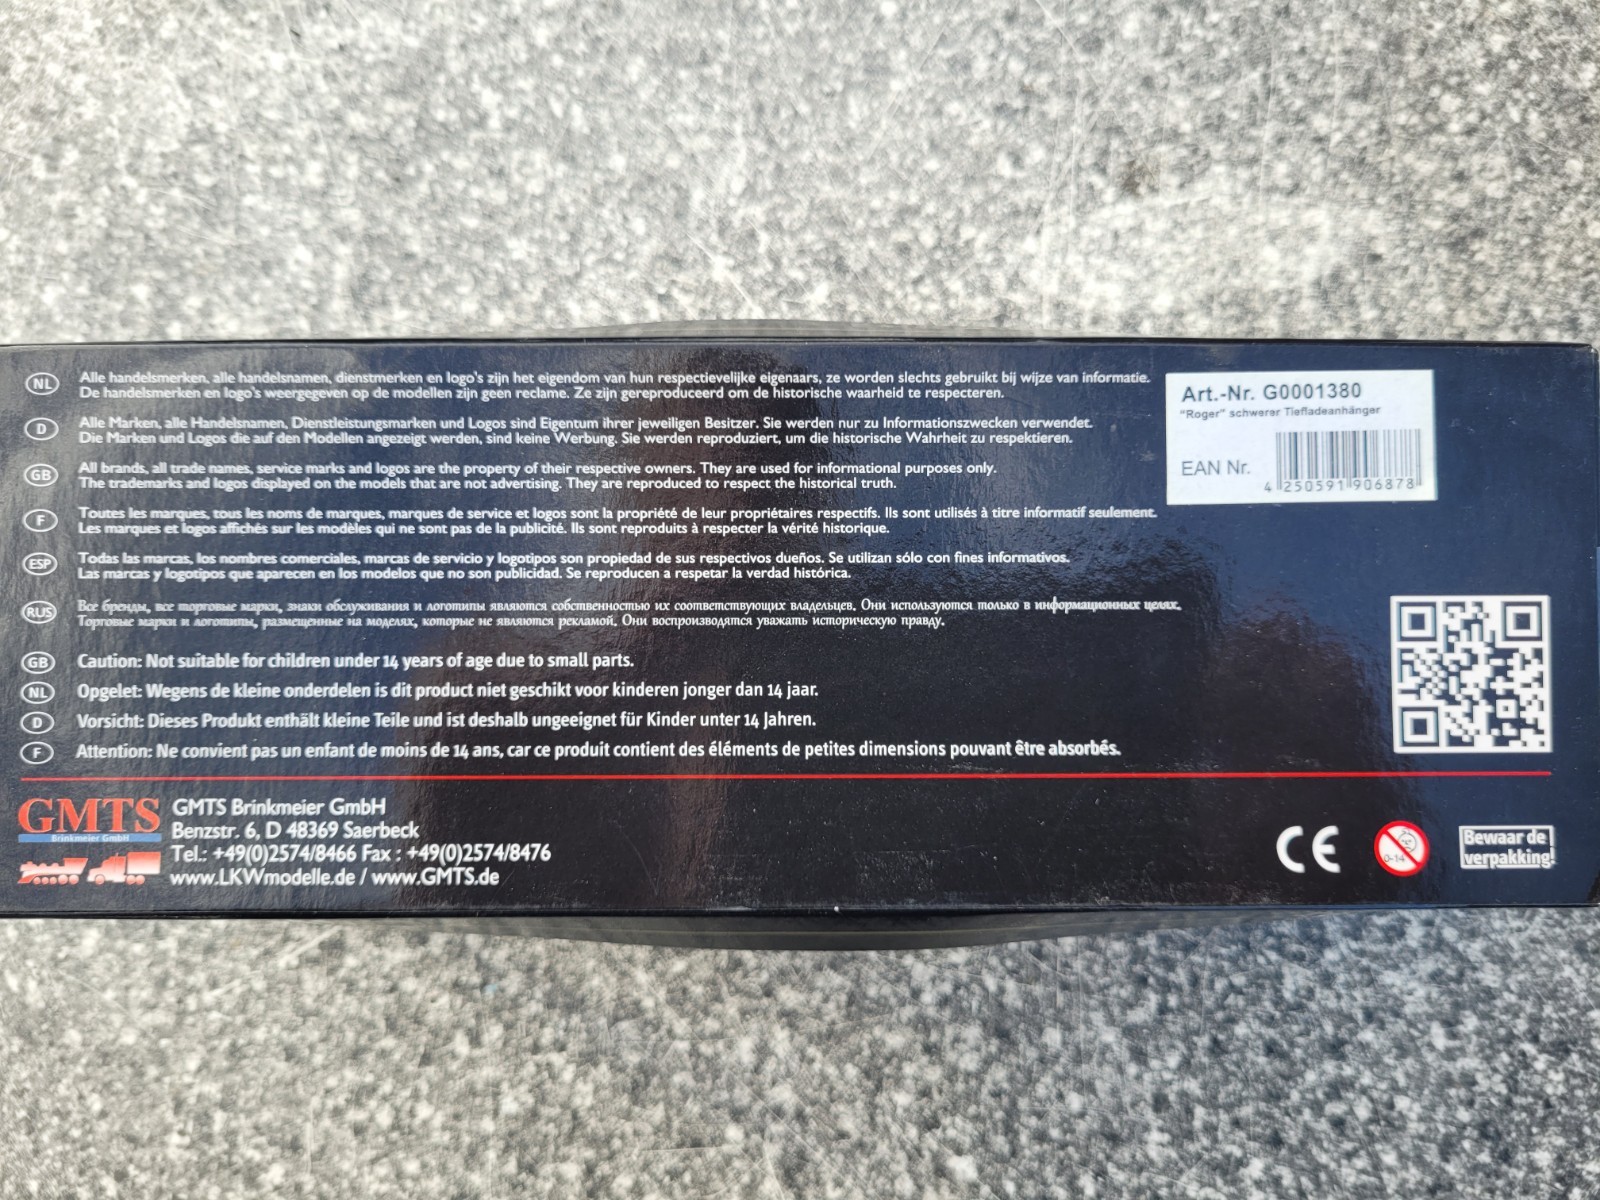 NL Alle handelsmerken, alle handelsnamen, dienstmerken en logo's zijn het eigendom van hun respectievelijke eigenaars, ze worden slechts gebruikt bij wijze van informatie.
De handelsmerken en logo's weergegeven op de modellen zijn geen reclame. Ze zijn gereproduceerd om de historische waarheid te respecteren.
D Alle Marken, alle Handelsnamen, Dienstleistungsmarken und Logos sind Eigentum ihrer jeweiligen Besitzer. Sie werden nur zu Informationszwecken verwendet.
Die Marken und Logos die auf den Modellen angezeigt werden, sind keine Werbung. Sie werden reproduziert, um die historische Wahrheit zu respektieren.
GB All brands, all trade names, service marks and logos are the property of their respective owners. They are used for informational purposes only.
The trademarks and logos displayed on the models that are not advertising. They are reproduced to respect the historical truth.
F Toutes les marques, tous les noms de marques, marques de service et logos sont la propriété de leur propriétaires respectifs. Ils sont utilisés à titre informatif seulement.
Les marques et logos affichés sur les modèles qui ne sont pas de la publicité. Ils sont reproduits à respecter la vérité historique.
ESP Todas las marcas, los nombres comerciales, marcas de servicio y logotipos son propiedad de sus respectivos dueños. Se utilizan sólo con fines informativos.
Las marcas y logotipos que aparecen en los modelos que no son publicidad. Se reproducen a respetar la verdad histórica.
RUS Все бренды, все торговые марки, знаки обслуживания и логотипы являются собственностью их соответствующих владельцев. Они используются только в информационных целях.
Торговые марки и логотипы, размещенные на моделях, которые не являются рекламой. Они воспроизводятся уважать историческую правду.
GB Caution: Not suitable for children under 14 years of age due to small parts.
NL Opgelet: Wegens de kleine onderdelen is dit product niet geschikt voor kinderen jonger dan 14 jaar.
D Vorsicht: Dieses Produkt enthält kleine Teile und ist deshalb ungeeignet für Kinder unter 14 Jahren.
F Attention: Ne convient pas un enfant de moins de 14 ans, car ce produit contient des éléments de petites dimensions pouvant être absorbés.
Art.-Nr. G0001380
"Roger" schwerer Tiefladeanhänger
EAN Nr.
4 250591 906878
GMTS
Brinkmeier GmbH
GMTS Brinkmeier GmbH
Benzstr. 6, D 48369 Saerbeck
Tel.: +49(0)2574/8466 Fax : +49(0)2574/8476
www.LKWmodelle.de / www.GMTS.de
CE
0-14
Bewaar de
verpakking!